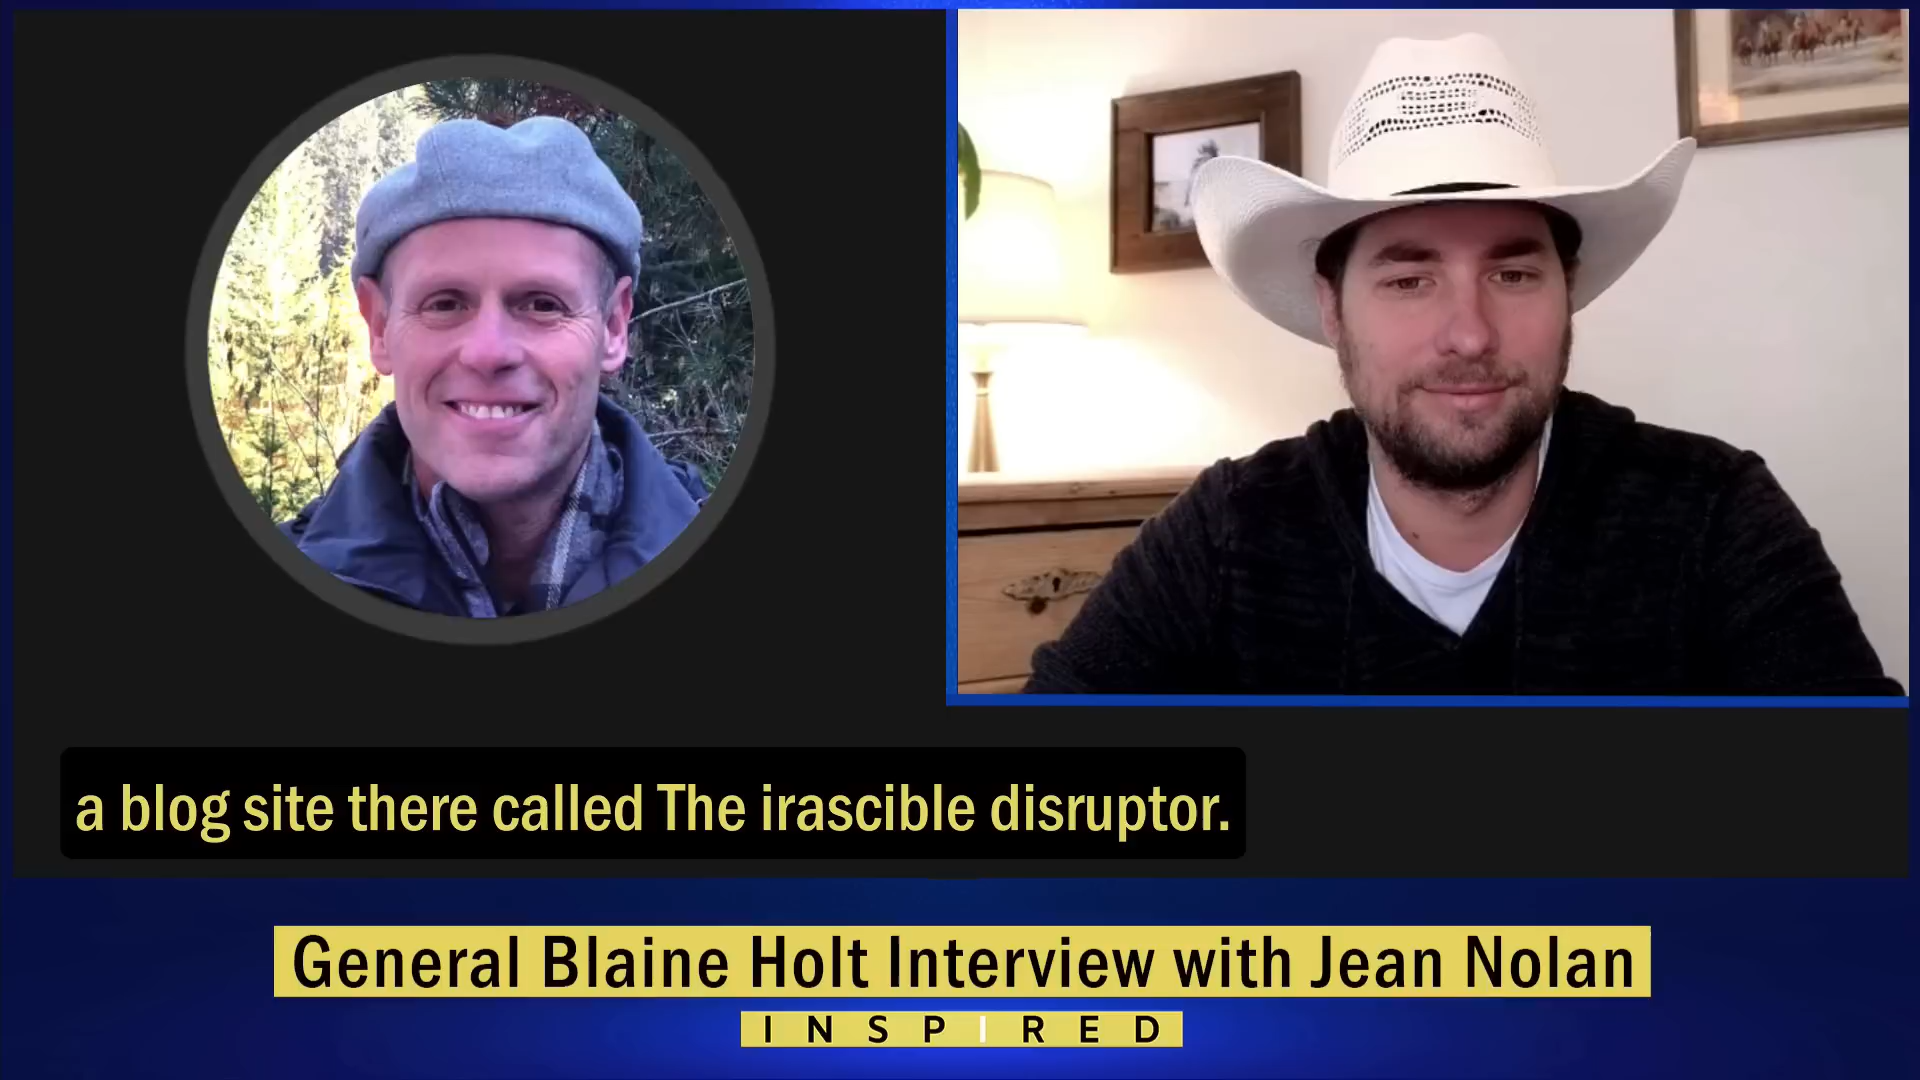 a blog site there called The irascible disruptor.
General Blaine Holt Interview with Jean Nolan
INSPIRED